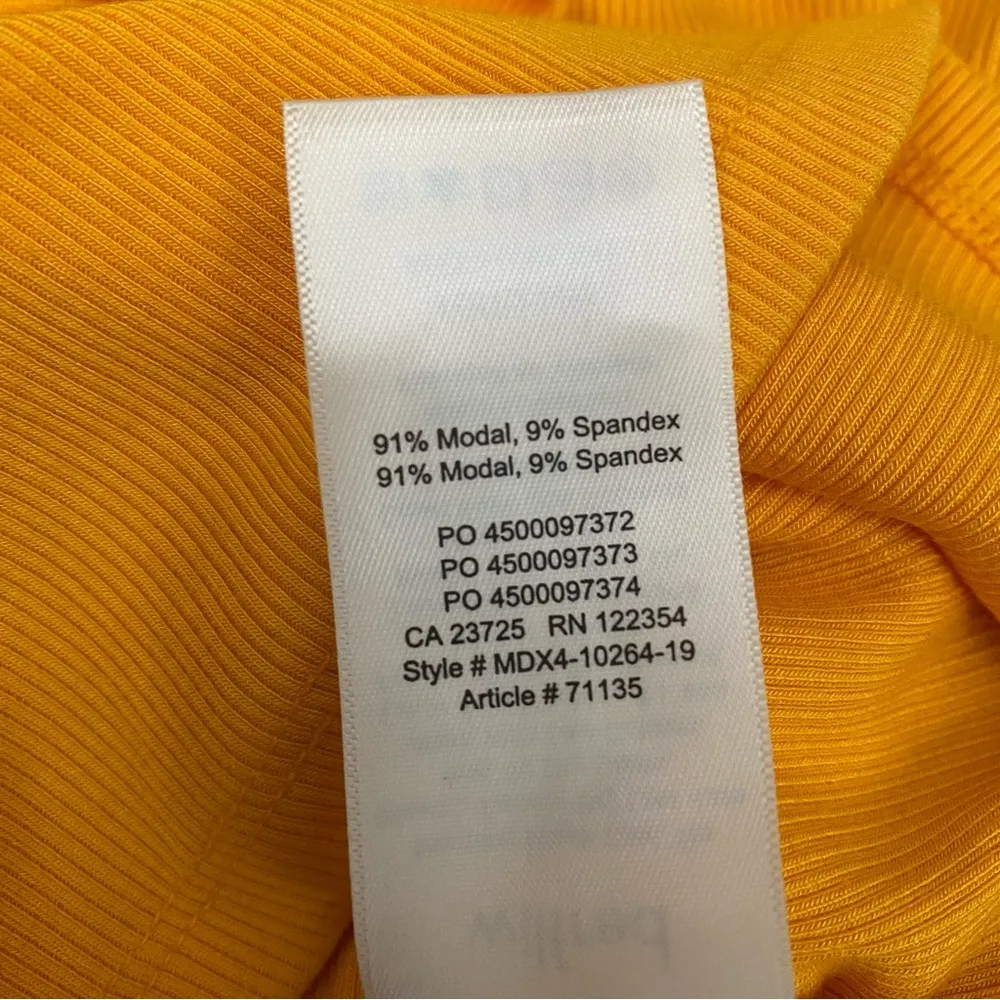 91% Modal, 9% Spandex
91% Modal, 9% Spandex
PO 4500097372
PO 4500097373
PO 4500097374
CA 23725 RN 122354
Style # MDX4-10264-19
Article # 71135